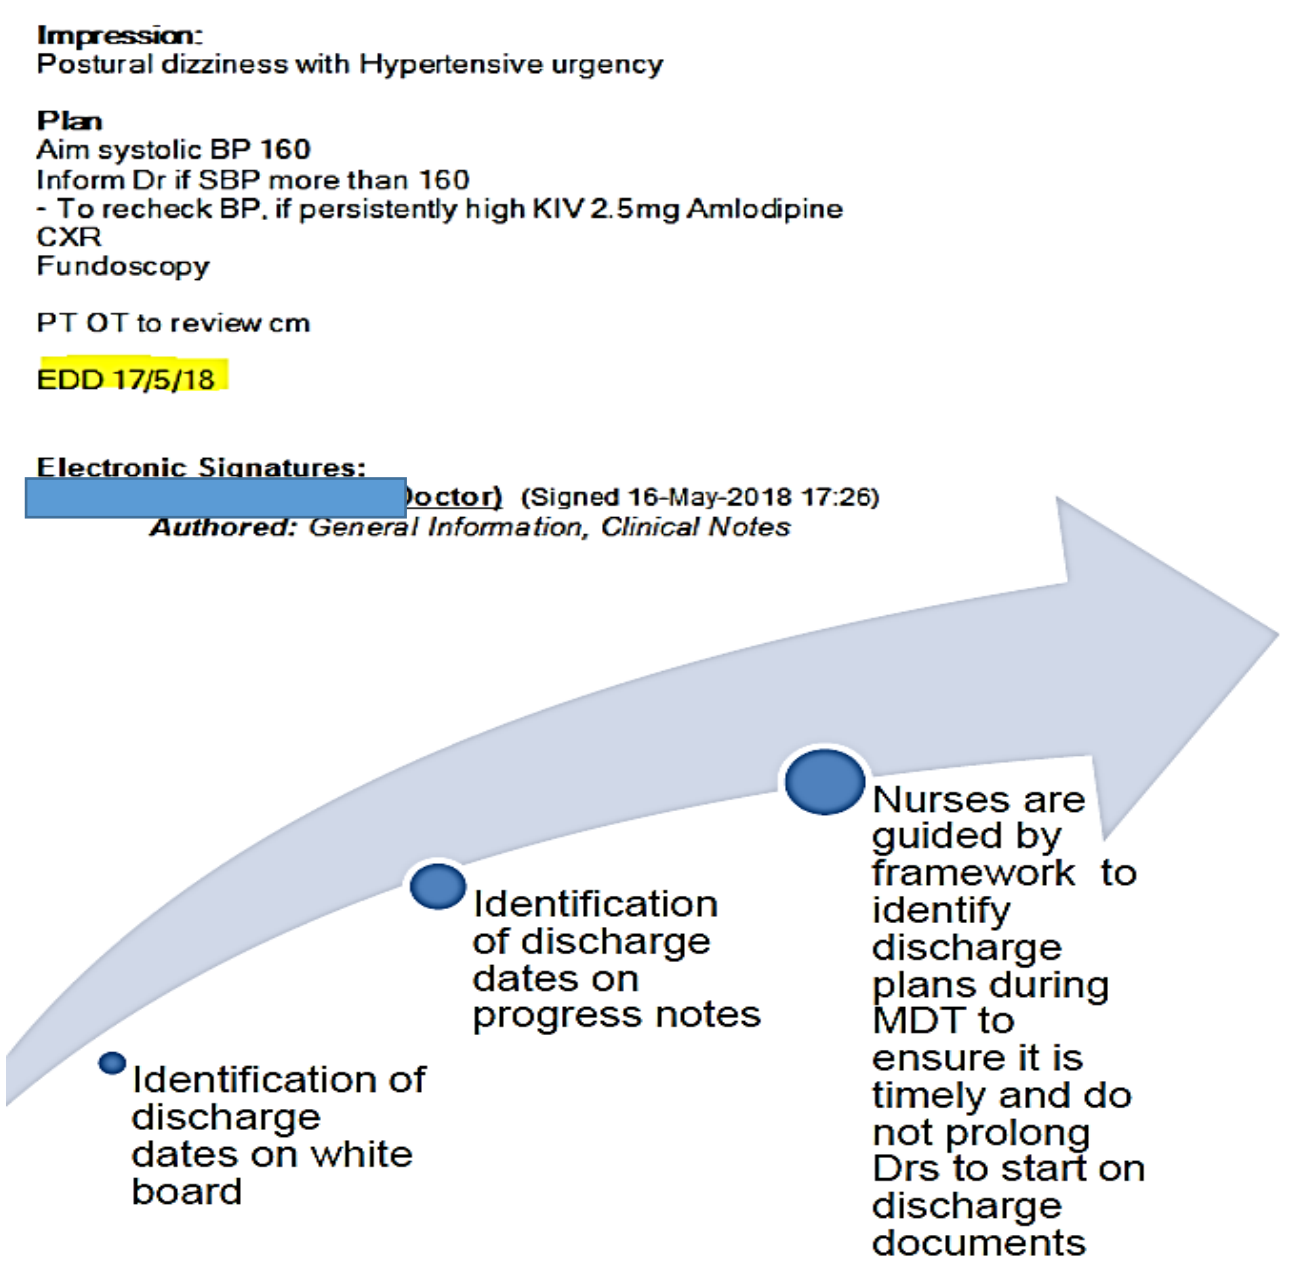 Impression:
Postural dizziness with Hypertensive urgency
Plan
Aim systolic BP 160
Inform Dr if SBP more than 160
- To recheck BP, if persistently high KIV 2.5mg Amlodipine
CXR
Fundoscopy
PT OT to review cm
EDD 17/5/18
Electronic Signatures:
Doctor) (Signed 16-May-2018 17:26)
Authored: General Information, Clinical Notes
Identification of
discharge
dates on white
board
Identification
of discharge
dates on
progress notes
Nurses are
guided by
framework to
identify
discharge
plans during
MDT to
ensure it is
timely and do
not prolong
Drs to start on
discharge
documents